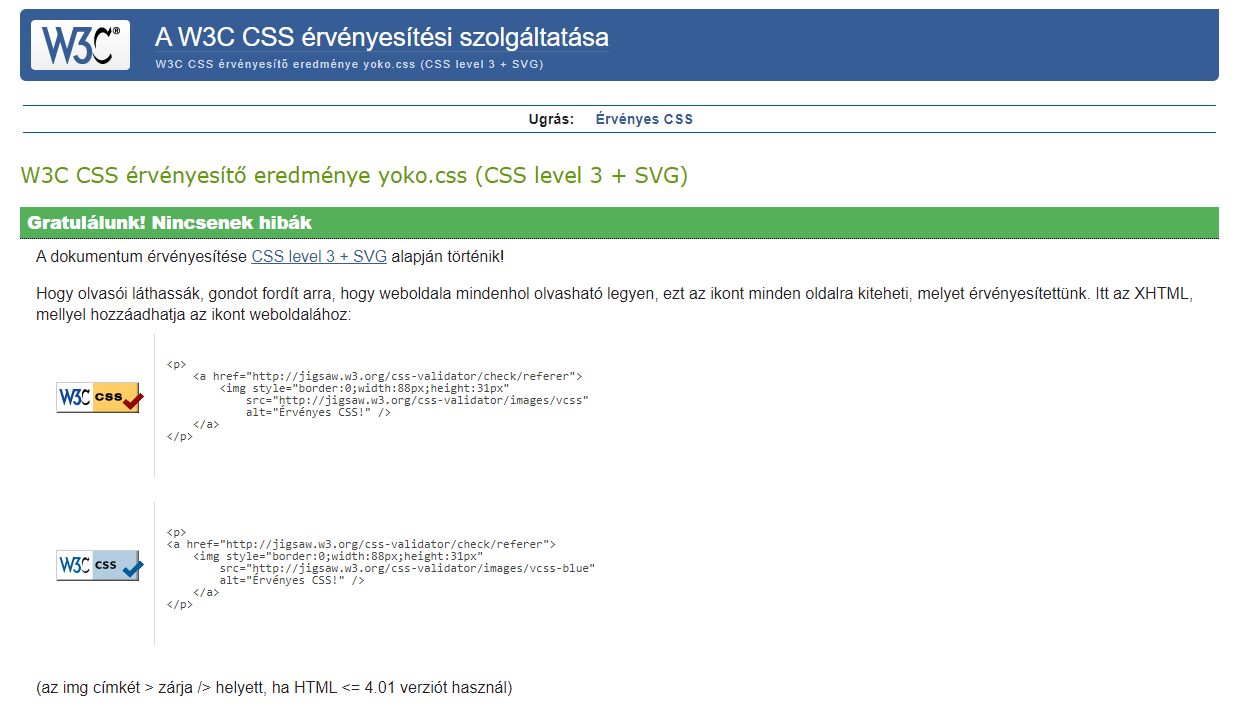 W3C®
A W3C CSS érvényesítési szolgáltatása
W3C CSS érvényesítő eredménye yoko.css (CSS level 3 + SVG)
Ugrás: Érvényes CSS
W3C CSS érvényesítő eredménye yoko.css (CSS level 3 + SVG)
Gratulálunk! Nincsenek hibák
A dokumentum érvényesítése CSS level 3 + SVG alapján történik!
Hogy olvasói láthassák, gondot fordít arra, hogy weboldala mindenhol olvasható legyen, ezt az ikont minden oldalra kiteheti, melyet érvényesítettünk. Itt az XHTML,
mellyel hozzáadhatja az ikont weboldalához:
W3C CSS
<p>
    <a href="http://jigsaw.w3.org/css-validator/check/referer">
        <img style="border:0;width:88px;height:31px"
            src="http://jigsaw.w3.org/css-validator/images/vcss"
            alt="Érvényes CSS!" />
    </a>
</p>
W3C CSS
<p>
<a href="http://jigsaw.w3.org/css-validator/check/referer">
    <img style="border:0;width:88px;height:31px"
        src="http://jigsaw.w3.org/css-validator/images/vcss-blue"
        alt="Érvényes CSS!" />
    </a>
</p>
(az img címkét > zárja /> helyett, ha HTML <= 4.01 verziót használ)